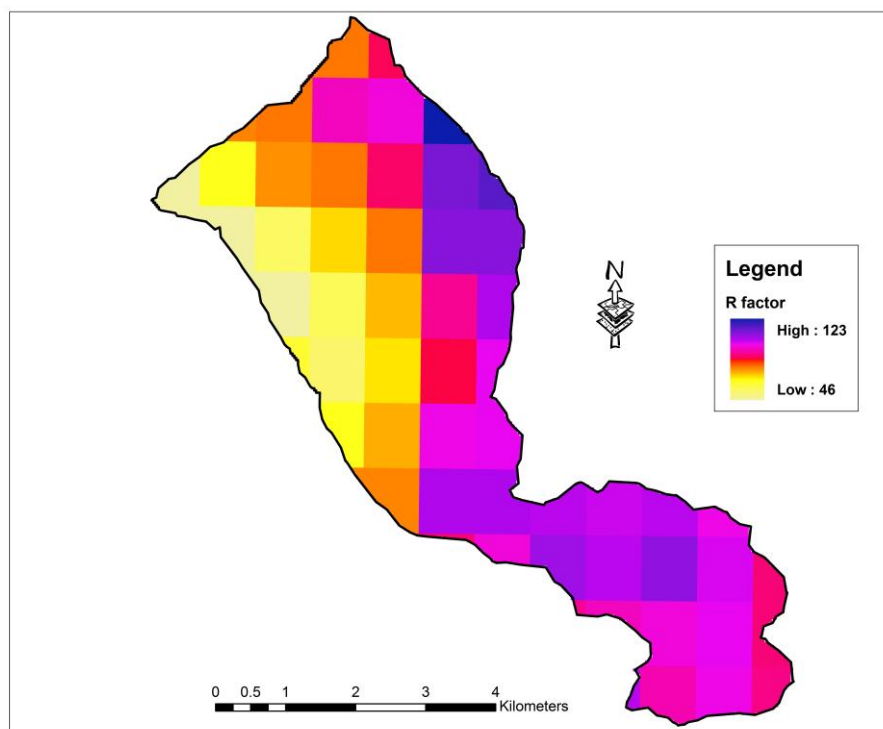 N
Legend
R factor
High : 123
Low : 46
0 0.5 1 2 3 4
Kilometers